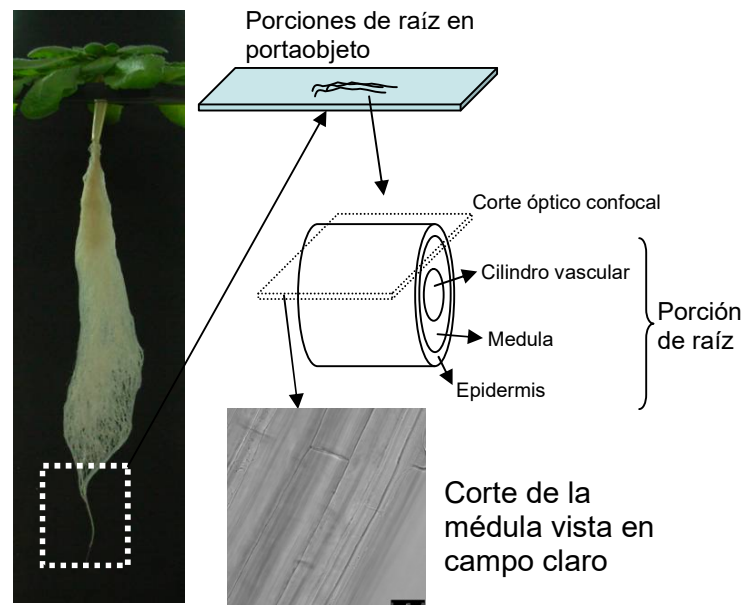 Porciones de raíz en
portaobjeto
Corte óptico confocal
Cilindro vascular
Medula
Epidermis
Porción
de raíz
Corte de la
médula vista en
campo claro